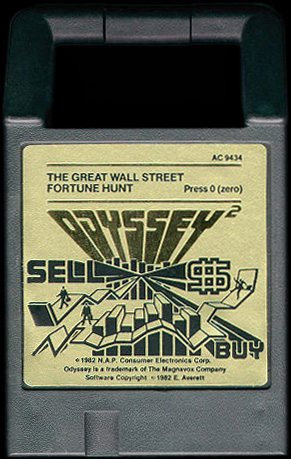 AC 9434
THE GREAT WALL STREET
FORTUNE HUNT Press 0 (zero)
ODYSSEY²
SELL $
BUY
© 1982 N.A.P. Consumer Electronics Corp.
Odyssey is a trademark of The Magnavox Company
Software Copyright © 1982 E. Averett